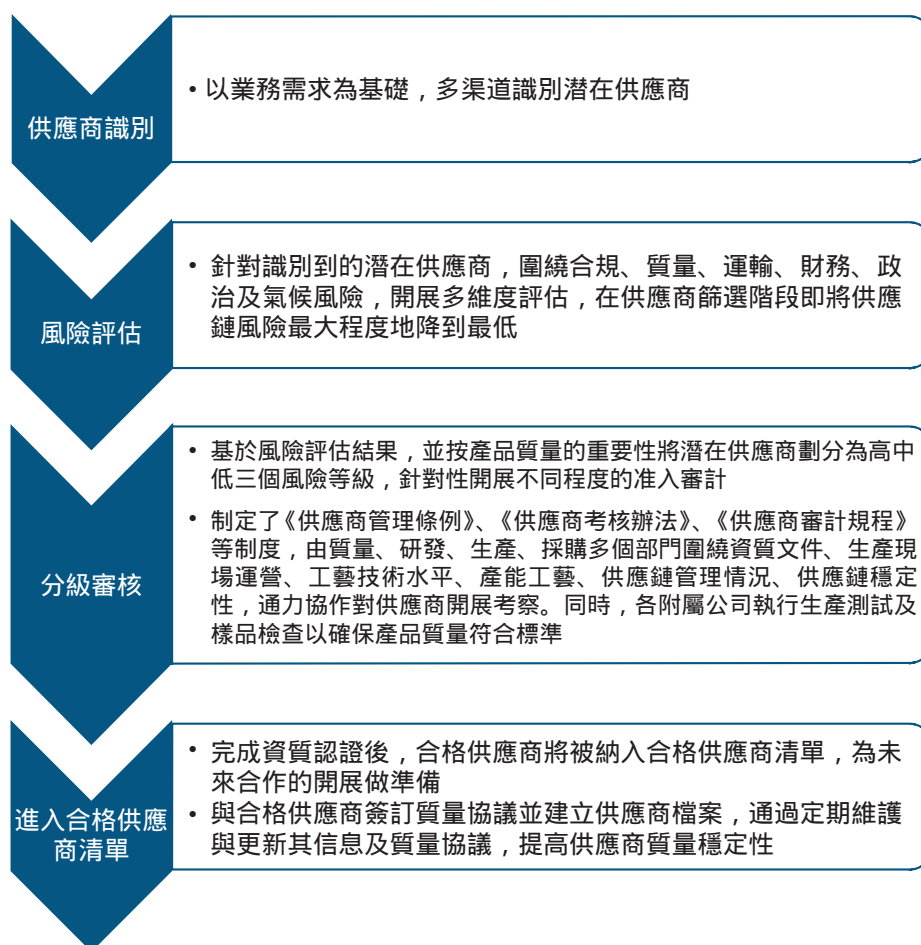 供應商識別
• 以業務需求為基礎，多渠道識別潛在供應商
風險評估
• 針對識別到的潛在供應商，圍繞合規、質量、運輸、財務、政
治及氣候風險，開展多維度評估，在供應商篩選階段即將供應
鏈風險最大程度地降到最低
分級審核
• 基於風險評估結果，並按產品質量的重要性將潛在供應商劃分為高中
低三個風險等級，針對性開展不同程度的准入審計
• 制定了《供應商管理條例》、《供應商考核辦法》、《供應商審計規程》
等制度，由質量、研發、生產、採購多個部門圍繞資質文件、生產現
場運營、工藝技術水平、產能工藝、供應鏈管理情況、供應鏈穩定
性，通力協作對供應商開展考察。同時，各附屬公司執行生產測試及
樣品檢查以確保產品質量符合標準
進入合格供應
商清單
• 完成資質認證後，合格供應商將被納入合格供應商清單，為未
來合作的開展做準備
• 與合格供應商簽訂質量協議並建立供應商檔案，通過定期維護
與更新其信息及質量協議，提高供應商質量穩定性